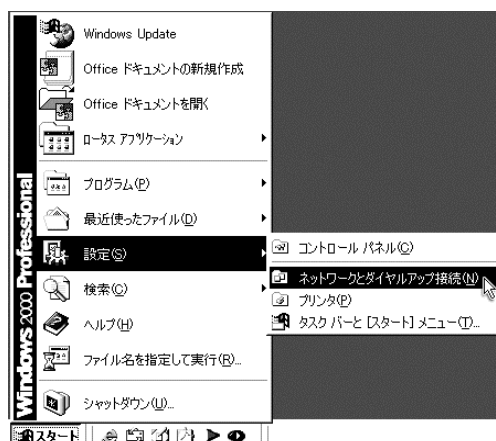 Windows Update
Office ドキュメントの新規作成
Office ドキュメントを開く
ロータス アプリケーション
プログラム(P)
最近使ったファイル(D)
設定(S)
検索(C)
ヘルプ(H)
ファイル名を指定して実行(R)...
シャットダウン(U)...
コントロール パネル(C)
ネットワークとダイヤルアップ接続(N)
プリンタ(P)
タスク バーと [スタート] メニュー(T)...
Windows 2000 Professional
スタート